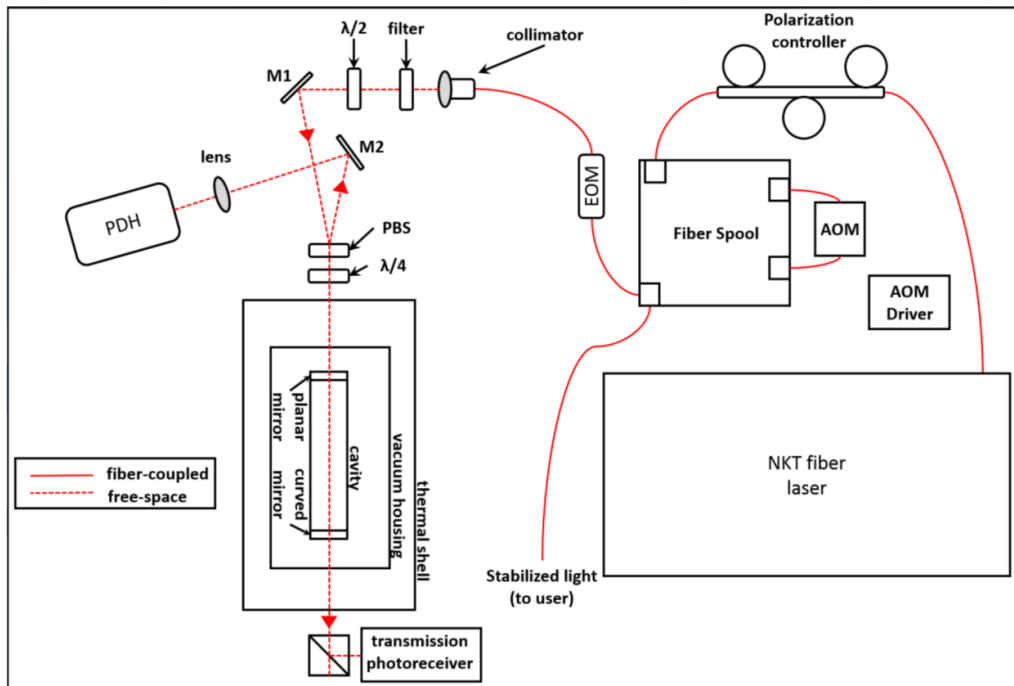 λ/2
filter
collimator
Polarization
controller
M1
M2
lens
PDH
EOM
Fiber Spool
AOM
PBS
λ/4
AOM
Driver
planar
mirror
curved
mirror
cavity
vacuum housing
thermal shell
fiber-coupled
free-space
NKT fiber
laser
Stabilized light
(to user)
transmission
photoreceiver